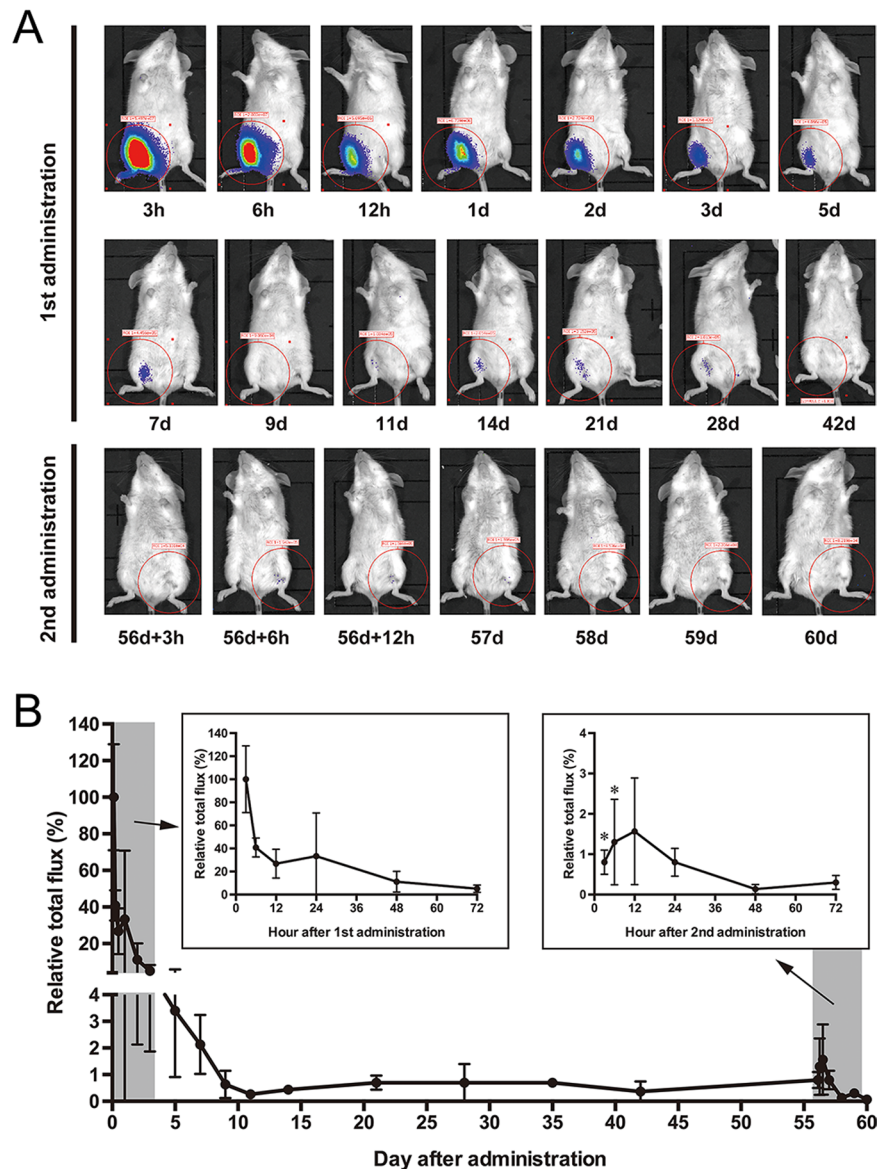 A
1st administration
3h 6h 12h 1d 2d 3d 5d
7d 9d 11d 14d 21d 28d 42d
2nd administration
56d+3h 56d+6h 56d+12h 57d 58d 59d 60d
B
Relative total flux (%)
140
120
100
80
60
40
20
4
3
2
1
0
0 5 10 15 20 25 30 35 40 45 50 55 60
Day after administration
Relative total flux (%)
140
120
100
80
60
40
20
0
0 12 24 36 48 60 72
Hour after 1st administration
Relative total flux (%)
4
3
2
1
0
* *
0 12 24 36 48 60 72
Hour after 2nd administration